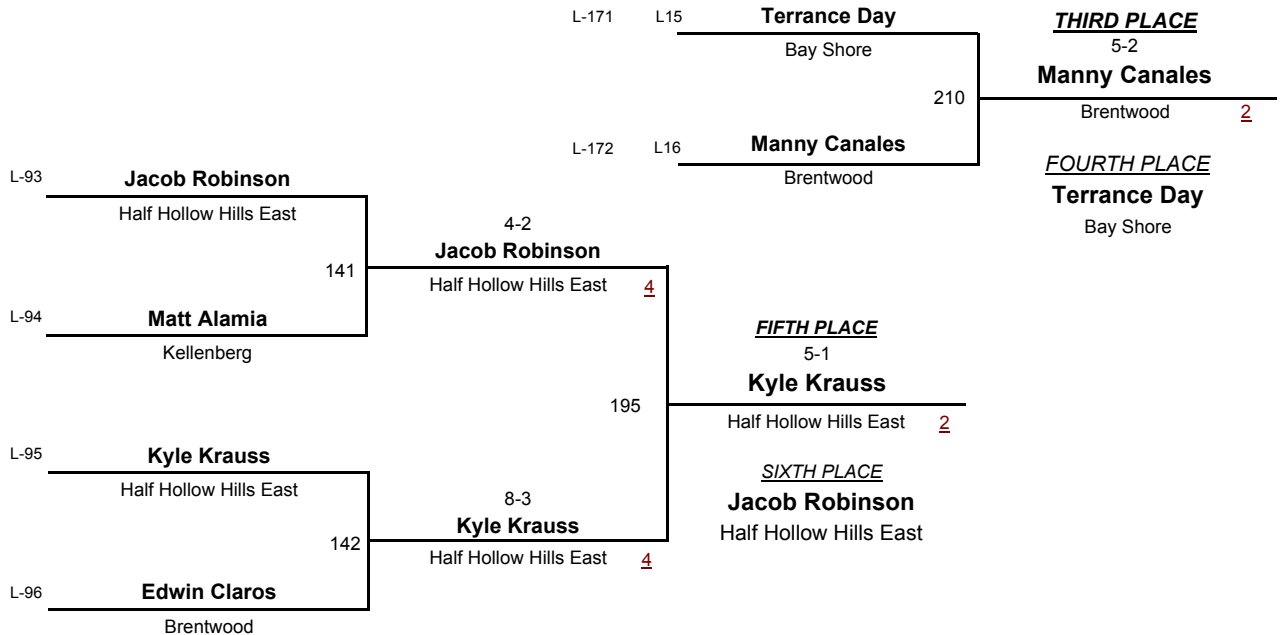 L-171 L15 Terrance Day
Bay Shore
THIRD PLACE
5-2
Manny Canales
210
Brentwood 2
L-172 L16 Manny Canales
Brentwood
FOURTH PLACE
Terrance Day
Bay Shore
L-93 Jacob Robinson
Half Hollow Hills East
4-2
Jacob Robinson
141
Half Hollow Hills East 4
L-94 Matt Alamia
Kellenberg
FIFTH PLACE
5-1
Kyle Krauss
195
Half Hollow Hills East 2
L-95 Kyle Krauss
Half Hollow Hills East
SIXTH PLACE
Jacob Robinson
Half Hollow Hills East
8-3
Kyle Krauss
142
Half Hollow Hills East 4
L-96 Edwin Claros
Brentwood